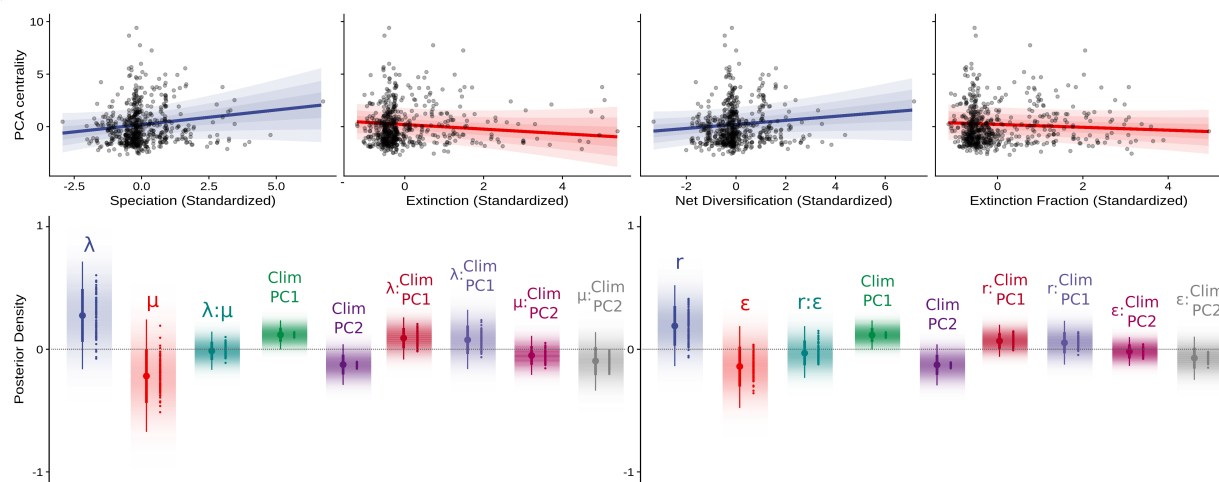 PCA centrality
10
5
0
-2.5 0.0 2.5 5.0
Speciation (Standardized)
-
0 2 4
Extinction (Standardized)
-2 0 2 4 6
Net Diversification (Standardized)
0 2 4
Extinction Fraction (Standardized)
Posterior Density
1
0
-1
λ
μ
λ:μ
Clim
PC1
Clim
PC2
λ:Clim
PC1
λ:Clim
PC2
μ:Clim
PC2
μ:Clim
PC2
1
0
-1
r
ε
r:ε
Clim
PC1
Clim
PC2
r:Clim
PC1
r:Clim
PC1
ε:Clim
PC2
ε:Clim
PC2